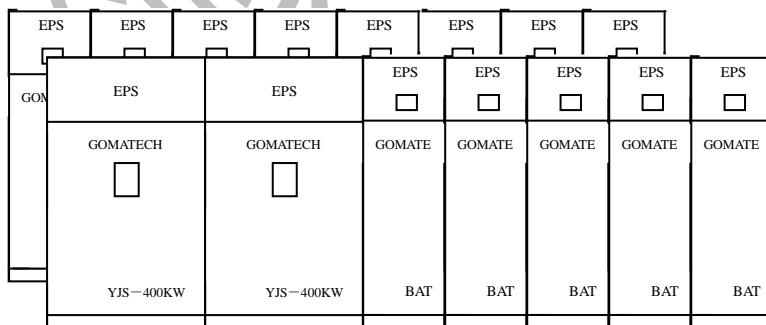 EPS EPS EPS EPS EPS EPS EPS EPS
EPS EPS EPS EPS EPS EPS EPS
GOM
GOMATECH GOMATECH GOMATE GOMATE GOMATE GOMATE GOMATE
YJS－400KW YJS－400KW BAT BAT BAT BAT BAT